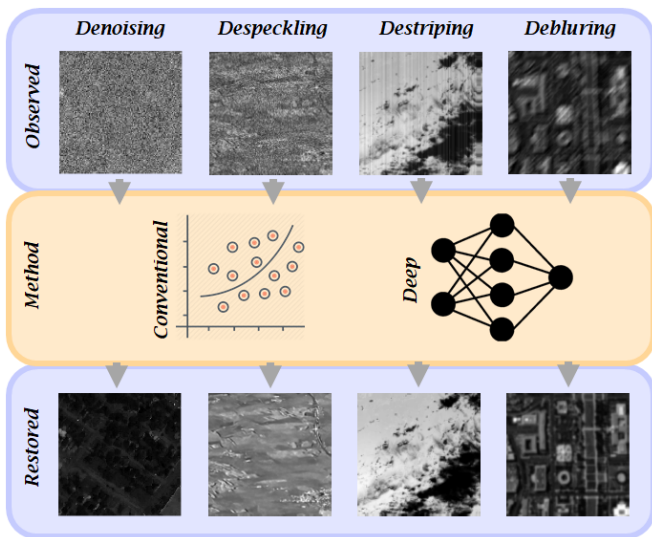 Denoising Despeckling Destriping Debluring
Observed
Method
Conventional
Deep
Restored